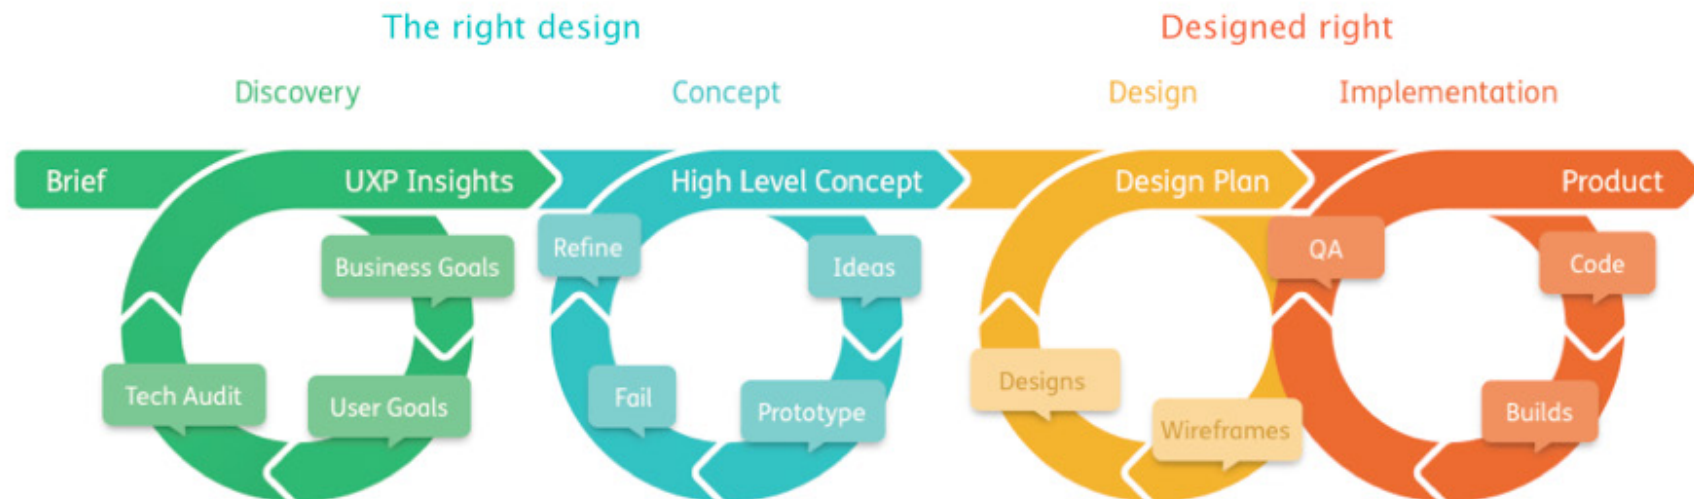 The right design
Designed right
Discovery
Concept
Design
Implementation
Brief
UXP Insights
High Level Concept
Design Plan
Product
Business Goals
User Goals
Tech Audit
Refine
Ideas
Prototype
Fail
Designs
Wireframes
QA
Code
Builds